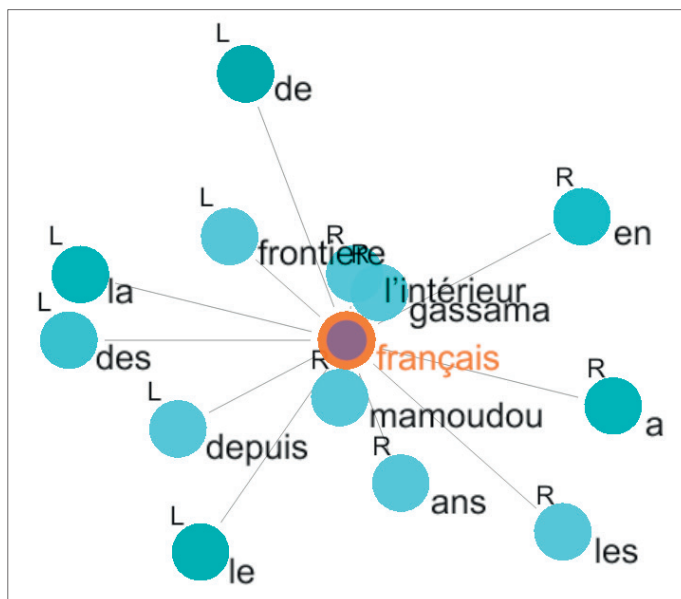 L
de
L
frontière
R
en
R
R
l'intérieur
gassama
L
la
L
des
français
R
mamoudou
R
a
L
depuis
R
ans
R
les
L
le